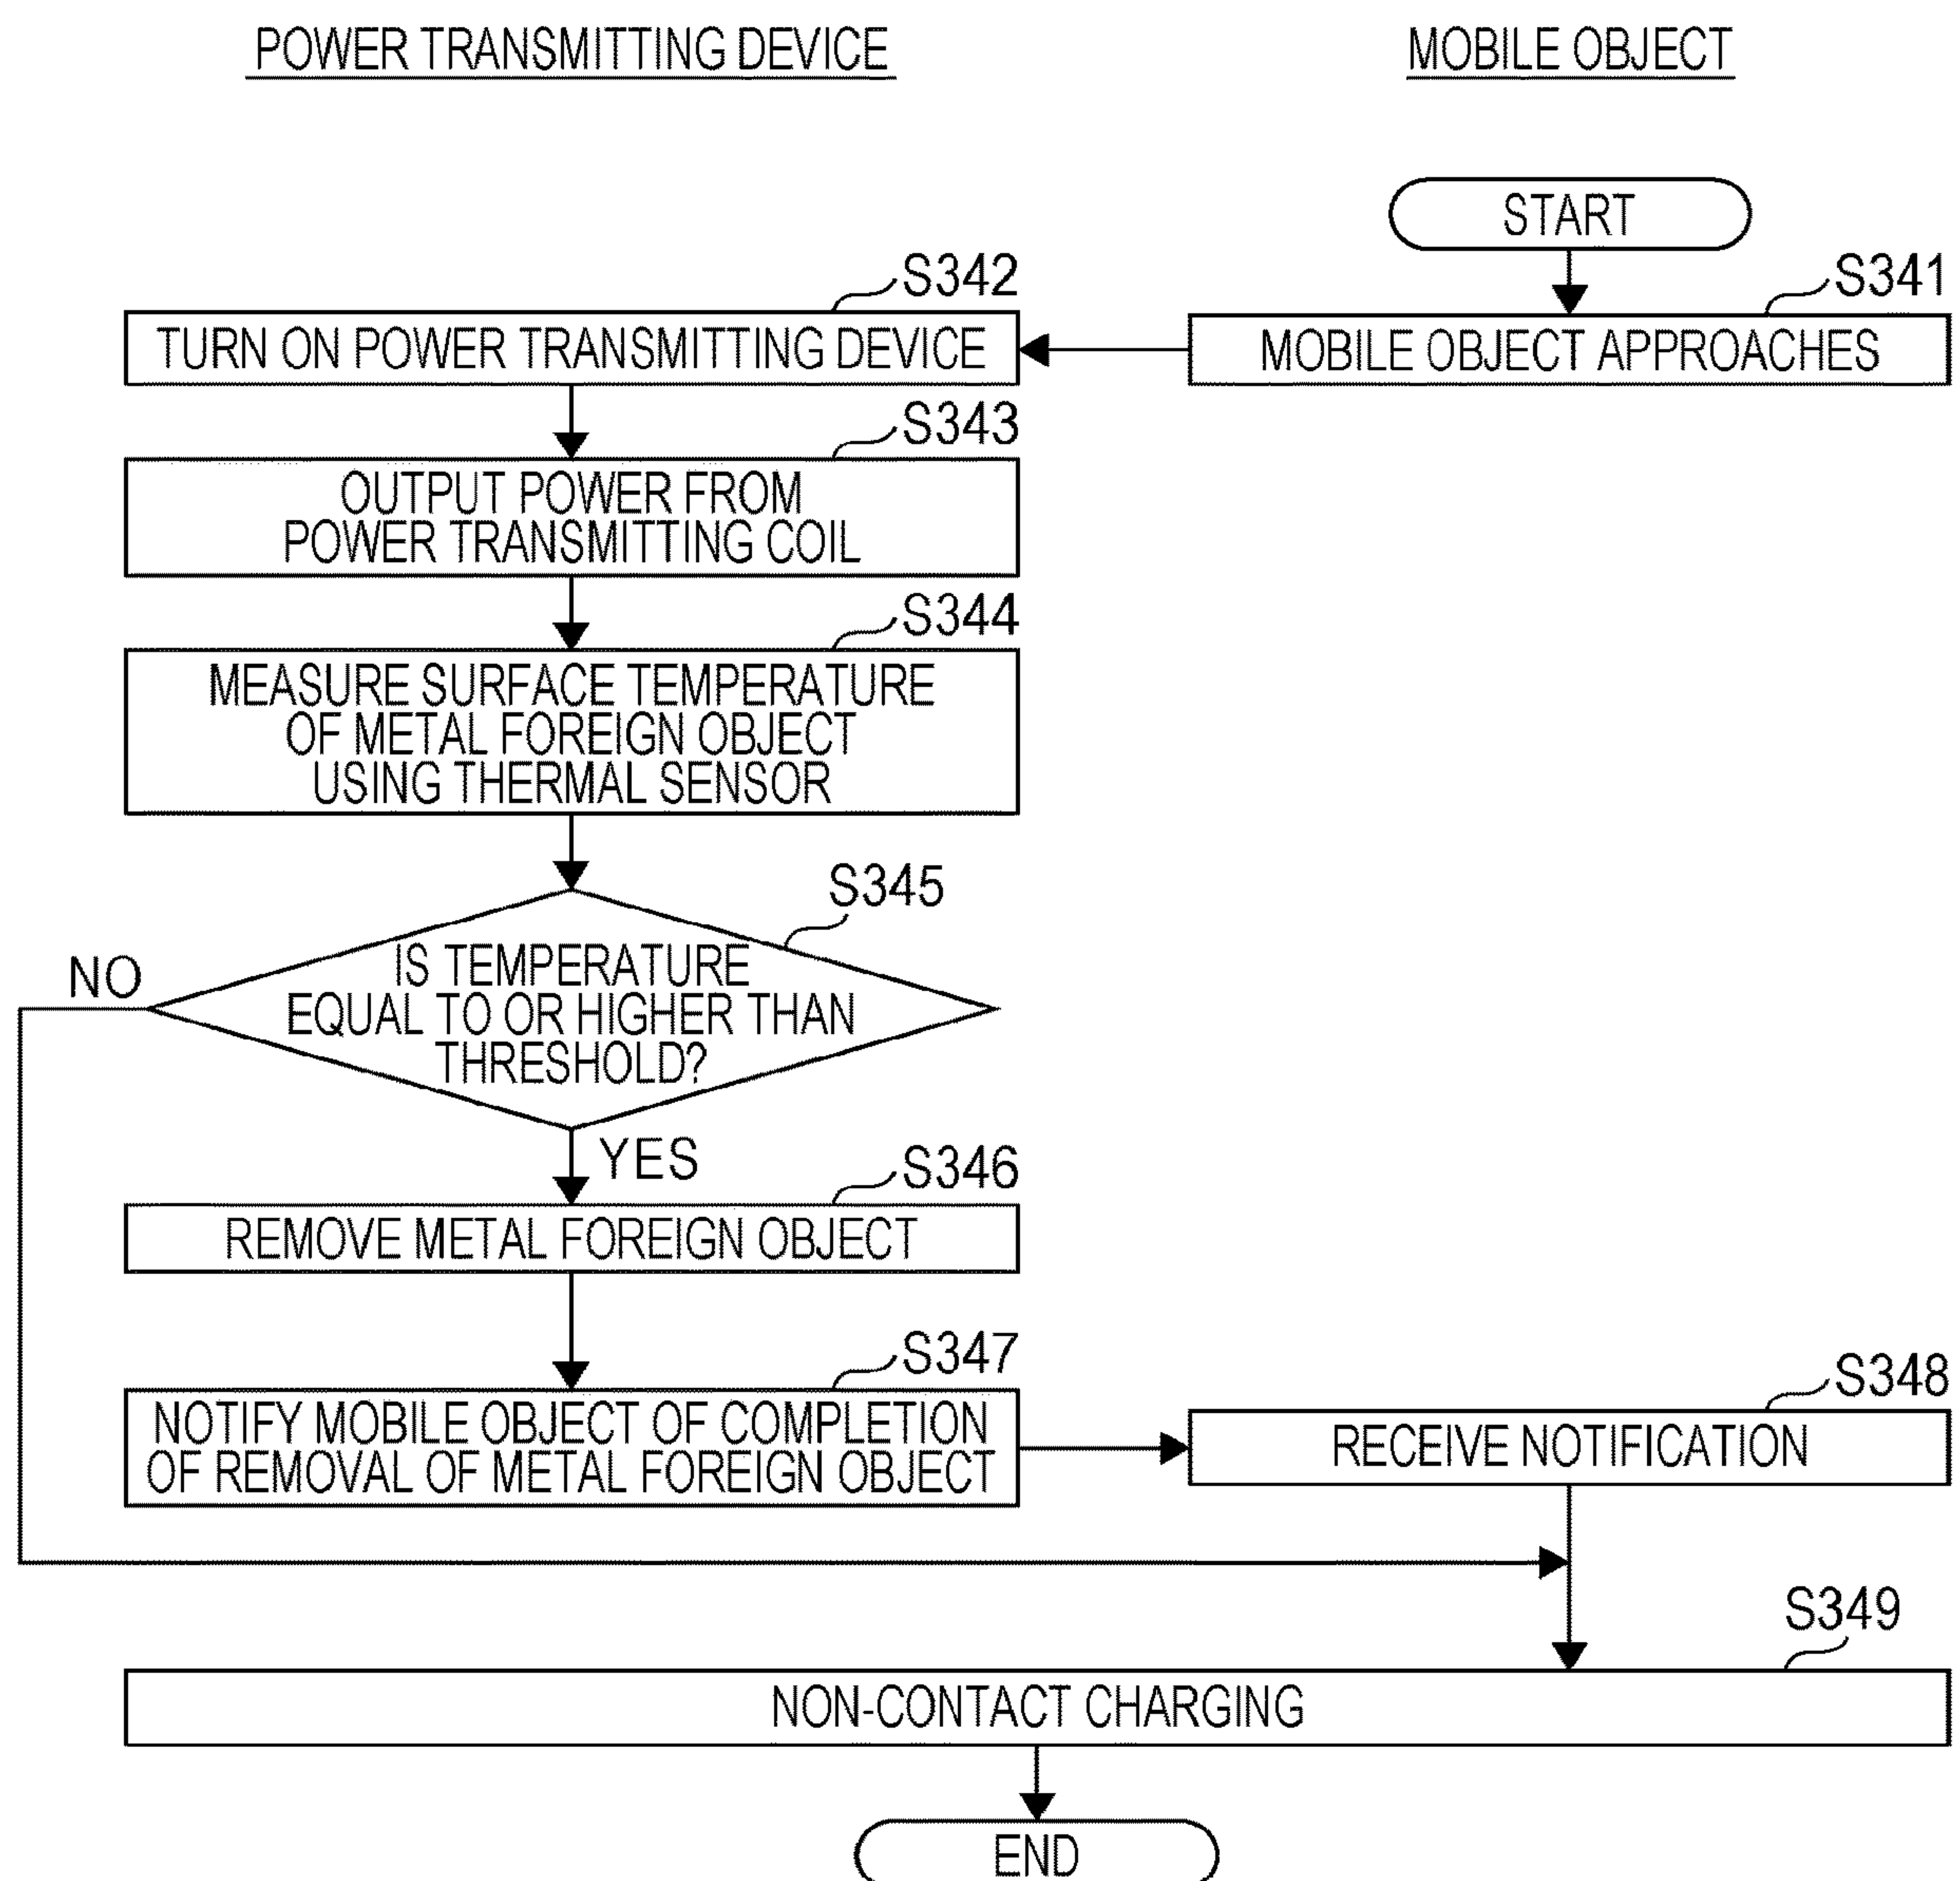 POWER TRANSMITTING DEVICE
MOBILE OBJECT
START
S341
MOBILE OBJECT APPROACHES
S342
TURN ON POWER TRANSMITTING DEVICE
S343
OUTPUT POWER FROM
POWER TRANSMITTING COIL
S344
MEASURE SURFACE TEMPERATURE
OF METAL FOREIGN OBJECT
USING THERMAL SENSOR
S345
IS TEMPERATURE
EQUAL TO OR HIGHER THAN
THRESHOLD?
NO
YES
S346
REMOVE METAL FOREIGN OBJECT
S347
NOTIFY MOBILE OBJECT OF COMPLETION
OF REMOVAL OF METAL FOREIGN OBJECT
S348
RECEIVE NOTIFICATION
S349
NON-CONTACT CHARGING
END